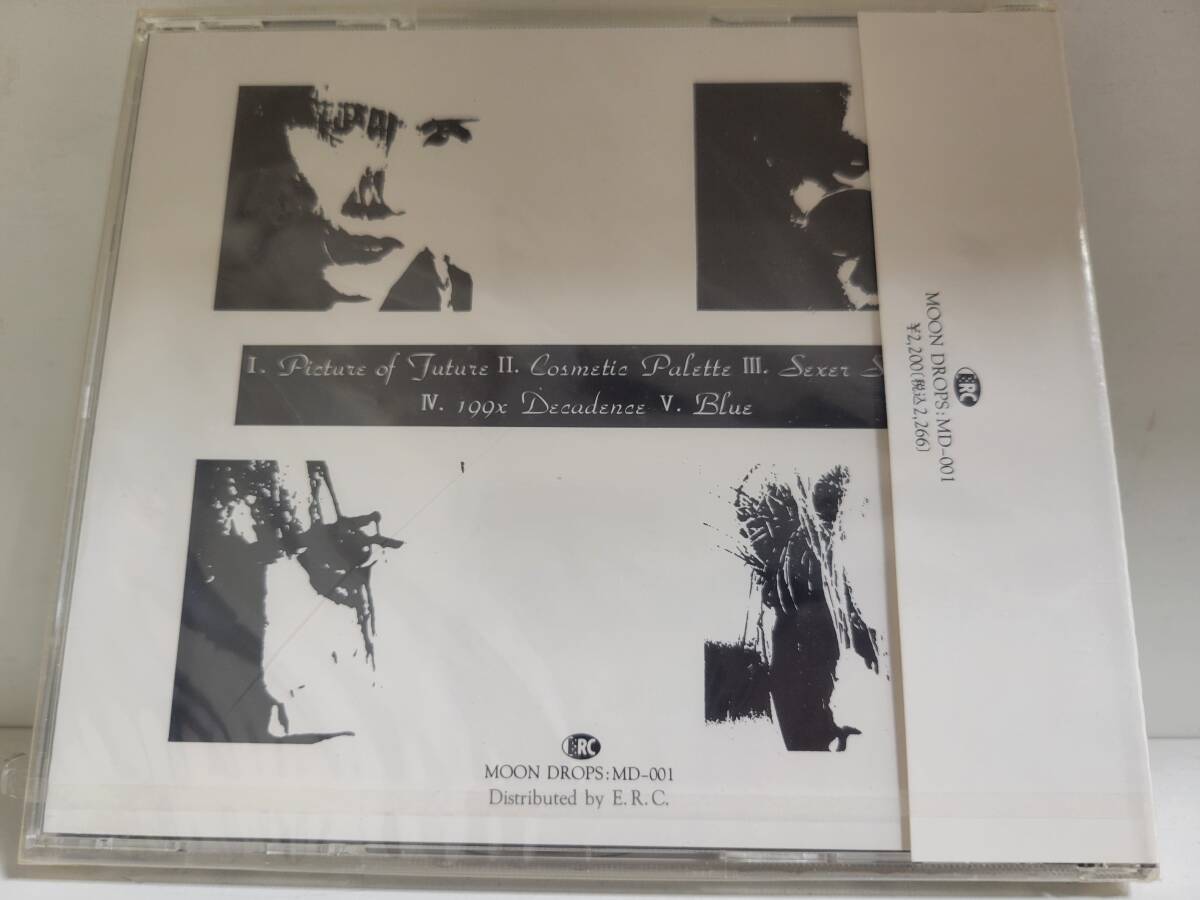 I. Picture of Future II. Cosmetic Palette III. Sexer
IV. 199x Decadence V. Blue
ERC
MOON DROPS:MD-001
Distributed by E.R.C.
ERC
MOON DROPS:MD-001
¥2,200(税込2,266)